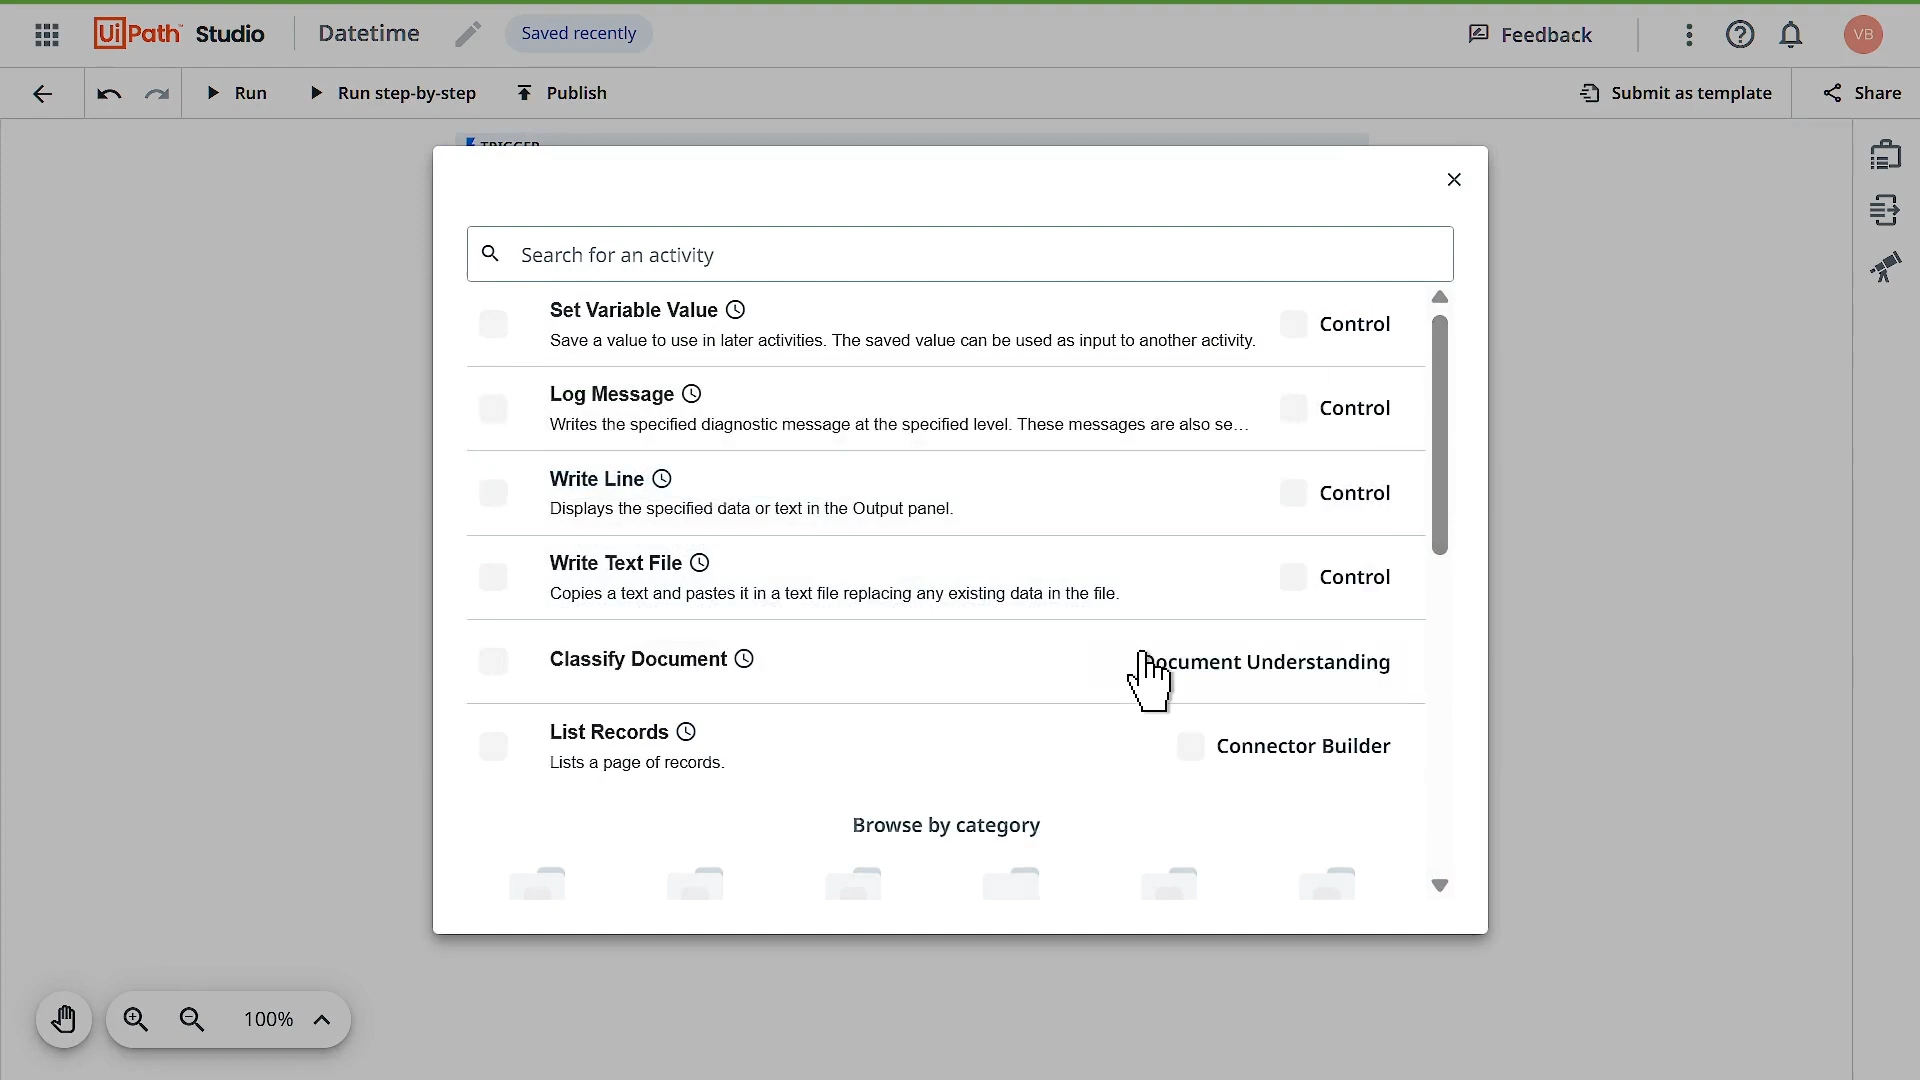 UiPath™ Studio Datetime Saved recently Feedback VB
Run Run step-by-step Publish Submit as template Share
TRIGGER
Search for an activity
Set Variable Value
Save a value to use in later activities. The saved value can be used as input to another activity.
Control
Log Message
Writes the specified diagnostic message at the specified level. These messages are also se...
Control
Write Line
Displays the specified data or text in the Output panel.
Control
Write Text File
Copies a text and pastes it in a text file replacing any existing data in the file.
Control
Classify Document
Document Understanding
List Records
Lists a page of records.
Connector Builder
Browse by category
100%